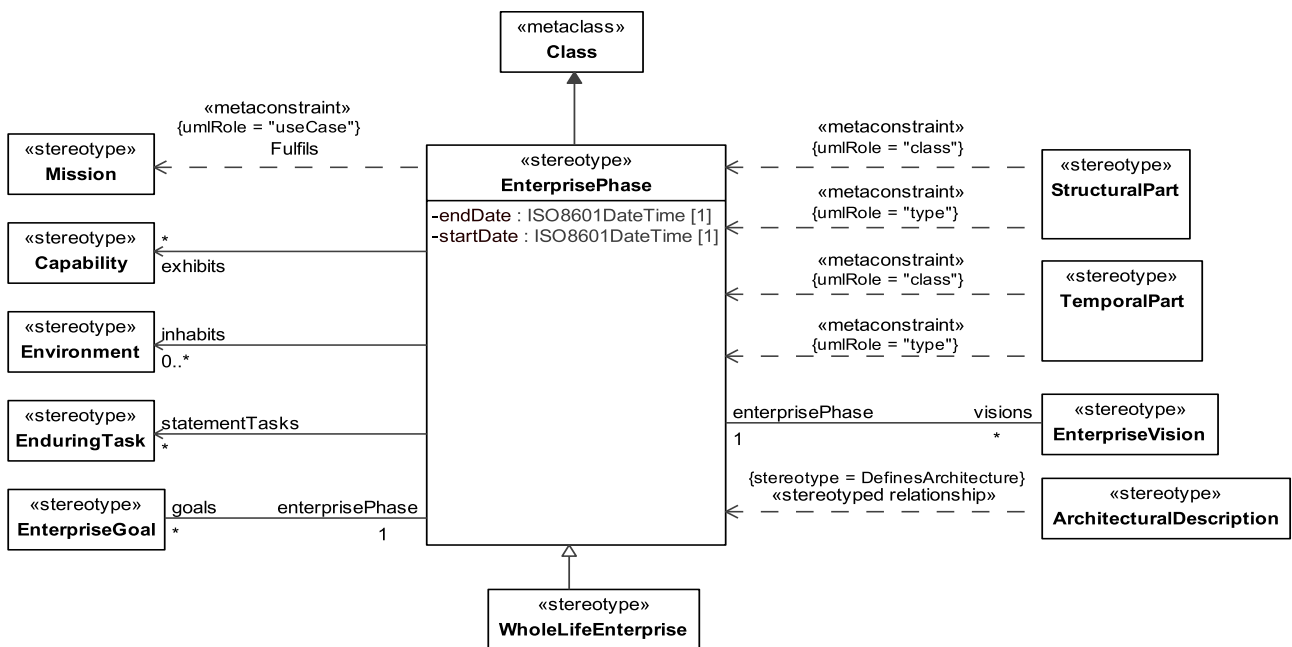 «metaclass»
Class
«metaconstraint»
{umlRole = "useCase"}
Fulfils
«stereotype»
Mission
«stereotype»
Capability
*
exhibits
«stereotype»
Environment
inhabits
0..*
«stereotype»
EnduringTask
statementTasks
*
«stereotype»
EnterpriseGoal
goals
*
enterprisePhase
1
«stereotype»
EnterprisePhase
-endDate : ISO8601DateTime [1]
-startDate : ISO8601DateTime [1]
«metaconstraint»
{umlRole = "class"}
«metaconstraint»
{umlRole = "type"}
«stereotype»
StructuralPart
«metaconstraint»
{umlRole = "class"}
«metaconstraint»
{umlRole = "type"}
«stereotype»
TemporalPart
enterprisePhase
1
visions
*
«stereotype»
EnterpriseVision
{stereotype = DefinesArchitecture}
«stereotyped relationship»
«stereotype»
ArchitecturalDescription
«stereotype»
WholeLifeEnterprise